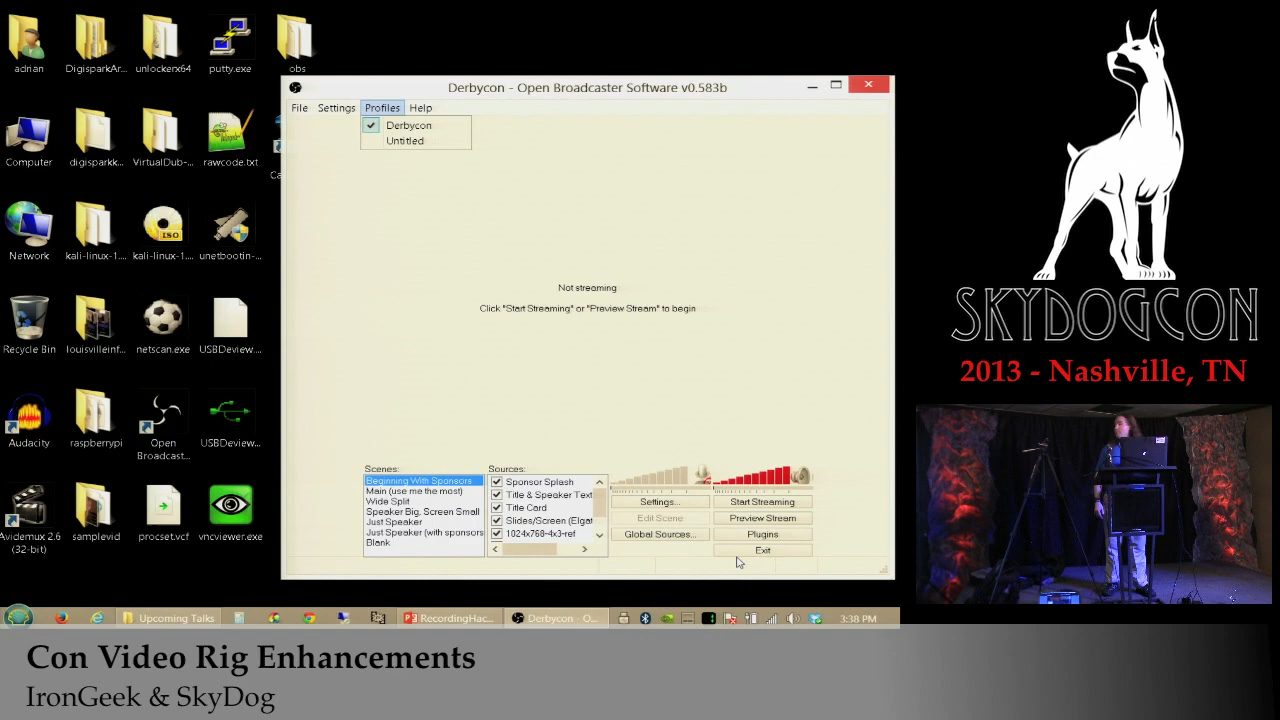 adrian
DigisparkAr...
unlockerx64
putty.exe
obs
Computer
digisparkk...
VirtualDub-...
rawcode.txt
Network
kali-linux-1....
kali-linux-1....
unetbootin-...
Recycle Bin
louisvilleinf...
netscan.exe
USBDeview....
Audacity
raspberrypi
Open
Broadcast...
USBDeview...
Avidemux 2.6
(32-bit)
samplevid
procset.vcf
vncviewer.exe
Derbycon - Open Broadcaster Software v0.583b
File Settings Profiles Help
Derbycon
Untitled
Not streaming
Click "Start Streaming" or "Preview Stream" to begin
Scenes:
Beginning With Sponsors
Main (use me the most)
Wide Split
Speaker Big, Screen Small
Just Speaker
Just Speaker (with sponsors
Blank
Sources:
Sponsor Splash
Title & Speaker Text
Title Card
Slides/Screen (Elgat
1024x768-4x3-ref
Settings...
Start Streaming
Edit Scene
Preview Stream
Global Sources...
Plugins
Exit
Upcoming Talks
RecordingHac...
Derbycon - O...
3:38 PM
SKYDOGCON
2013 - Nashville, TN
Con Video Rig Enhancements
IronGeek & SkyDog